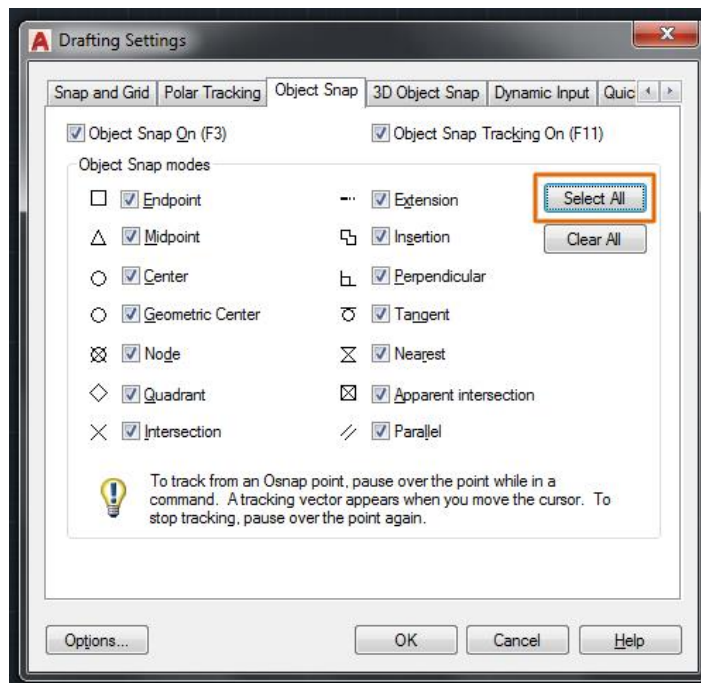 Drafting Settings
Snap and Grid
Polar Tracking
Object Snap
3D Object Snap
Dynamic Input
Quic
Object Snap On (F3)
Object Snap Tracking On (F11)
Object Snap modes
Endpoint
Extension
Select All
Midpoint
Insertion
Clear All
Center
Perpendicular
Geometric Center
Tangent
Node
Nearest
Quadrant
Apparent intersection
Intersection
Parallel
To track from an Osnap point, pause over the point while in a
command. A tracking vector appears when you move the cursor. To
stop tracking, pause over the point again.
Options...
OK
Cancel
Help